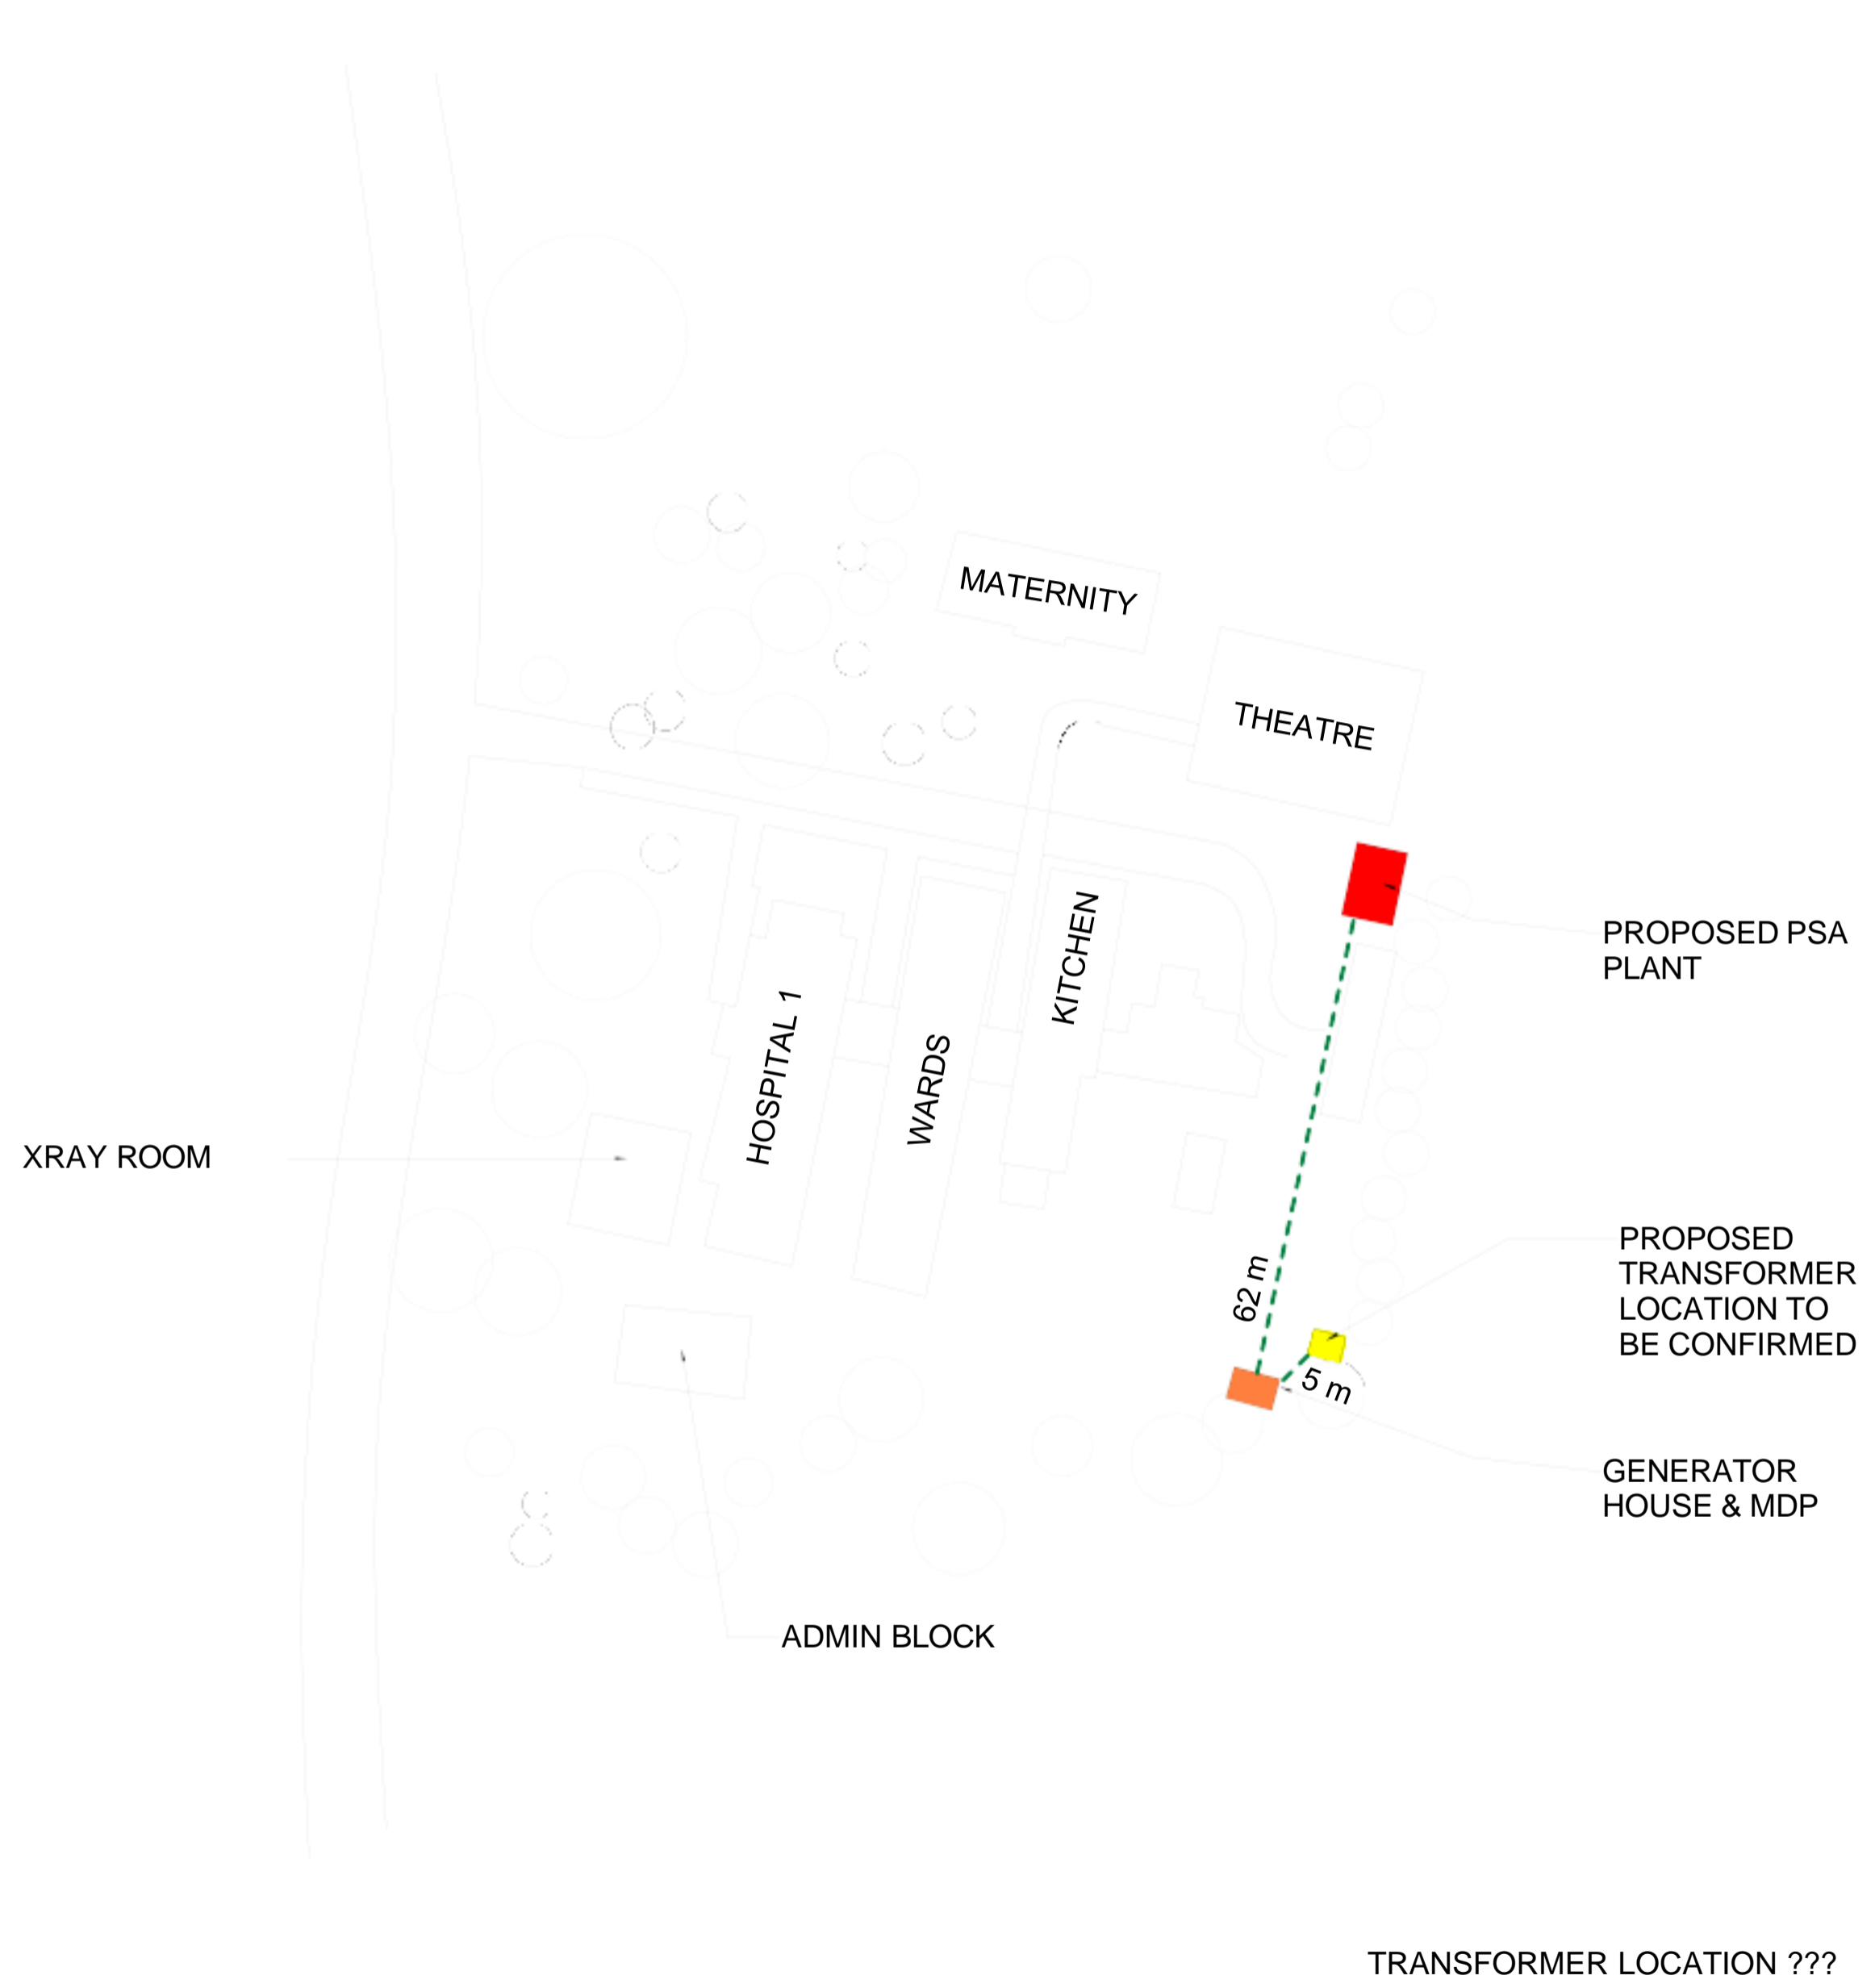 MATERNITY
THEATRE
KITCHEN
PROPOSED PSA
PLANT
HOSPITAL 1
WARDS
XRAY ROOM
PROPOSED
TRANSFORMER
LOCATION TO
BE CONFIRMED
62 m
5 m
GENERATOR
HOUSE & MDP
ADMIN BLOCK
TRANSFORMER LOCATION ???